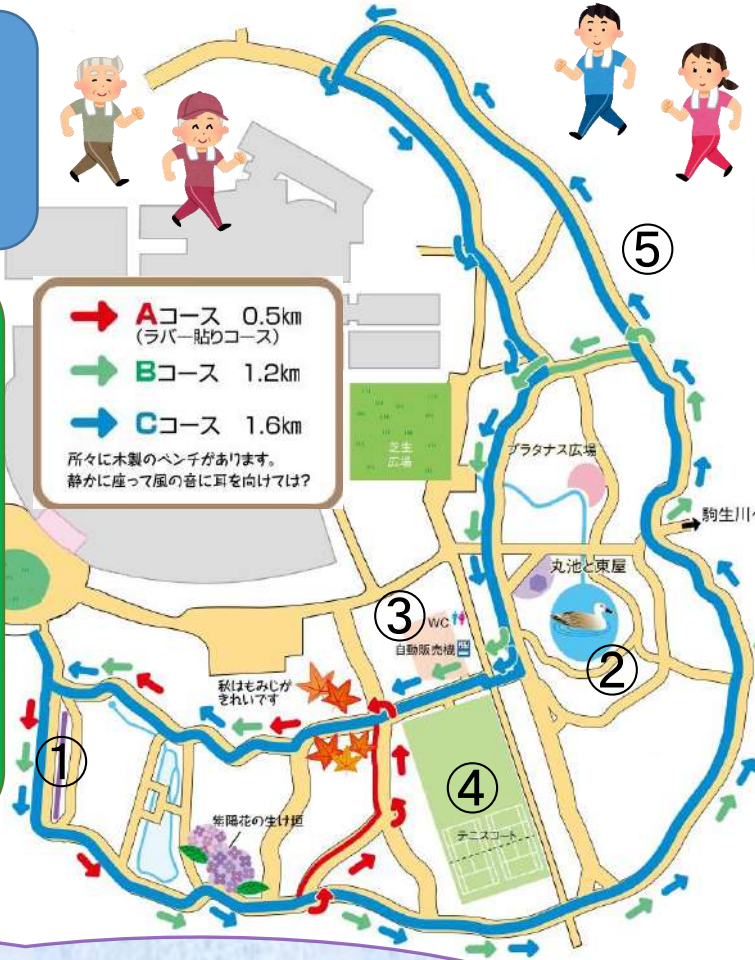 ⑤
Aコース 0.5km
(ラバー貼りコース)
Bコース 1.2km
Cコース 1.6km
所々に木製のベンチがあります。
静かに座って風の音に耳を向けては?
芝生
広場
プラタナス広場
駒生川へ
丸池と東屋
③
WC
自動販売機
②
秋はもみじが
きれいです
①
④
紫陽花の生け垣
テニスコート